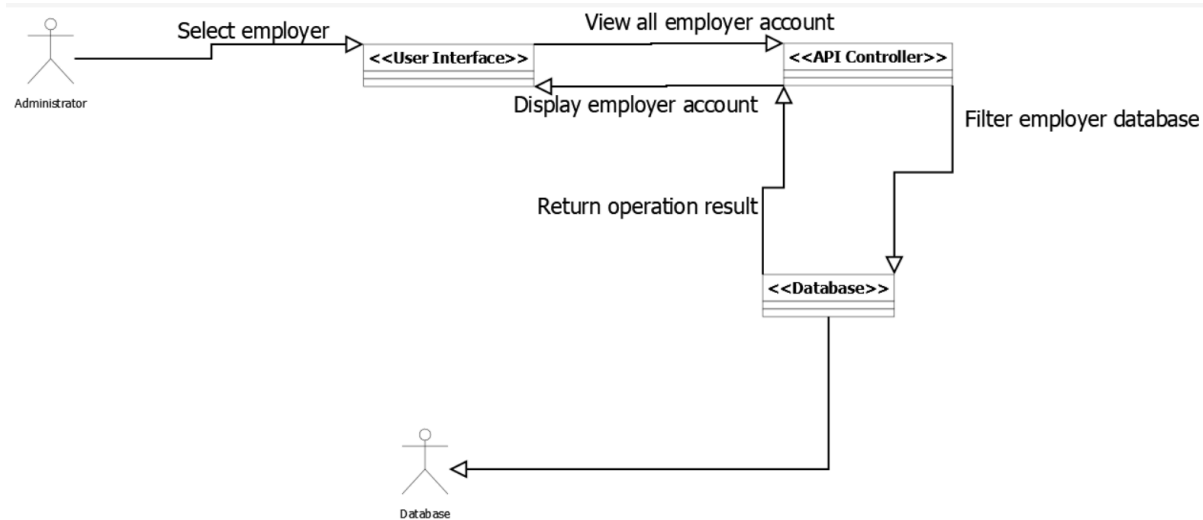 View all employer account
Select employer
<<User Interface>>
<<API Controller>>
Administrator
Display employer account
Filter employer database
Return operation result
<<Database>>
Database